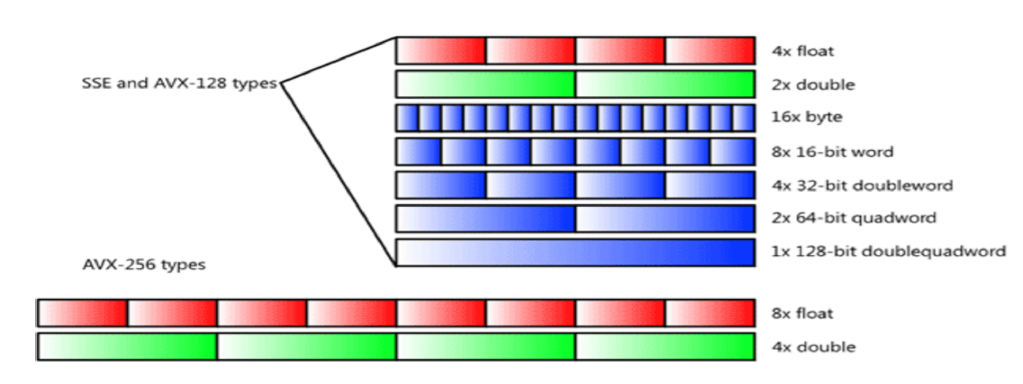 4x float
SSE and AVX-128 types
2x double
16x byte
8x 16-bit word
4x 32-bit doubleword
2x 64-bit quadword
1x 128-bit doublequadword
AVX-256 types
8x float
4x double